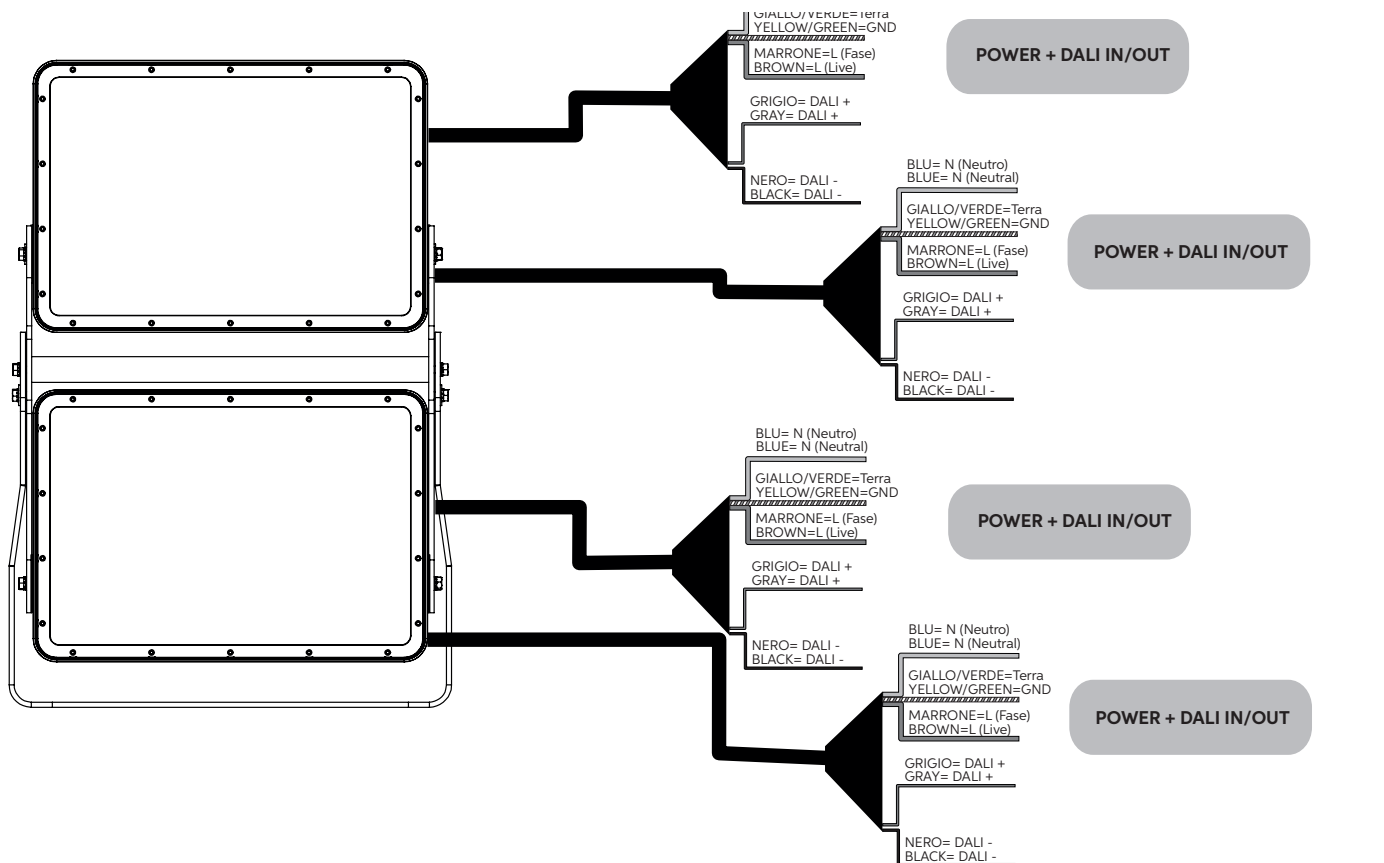 GIALLO/VERDE=Terra
YELLOW/GREEN=GND
MARRONE=L (Fase)
BROWN=L (Live)
GRIGIO= DALI +
GRAY= DALI +
NERO= DALI -
BLACK= DALI -
POWER + DALI IN/OUT
BLU= N (Neutro)
BLUE= N (Neutral)
GIALLO/VERDE=Terra
YELLOW/GREEN=GND
MARRONE=L (Fase)
BROWN=L (Live)
GRIGIO= DALI +
GRAY= DALI +
NERO= DALI -
BLACK= DALI -
POWER + DALI IN/OUT
BLU= N (Neutro)
BLUE= N (Neutral)
GIALLO/VERDE=Terra
YELLOW/GREEN=GND
MARRONE=L (Fase)
BROWN=L (Live)
GRIGIO= DALI +
GRAY= DALI +
NERO= DALI -
BLACK= DALI -
POWER + DALI IN/OUT
BLU= N (Neutro)
BLUE= N (Neutral)
GIALLO/VERDE=Terra
YELLOW/GREEN=GND
MARRONE=L (Fase)
BROWN=L (Live)
GRIGIO= DALI +
GRAY= DALI +
NERO= DALI -
BLACK= DALI -
POWER + DALI IN/OUT